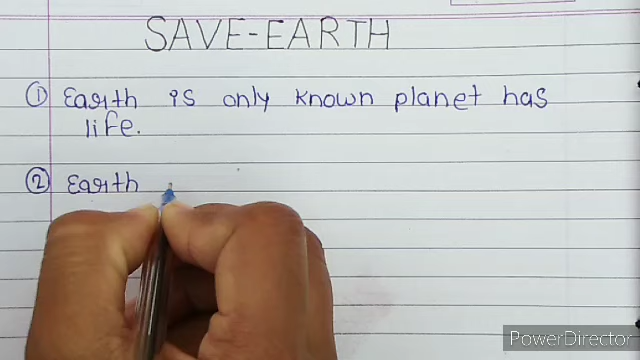 SAVE-EARTH
① Earth is only known planet has
life.
② Earth
PowerDirector